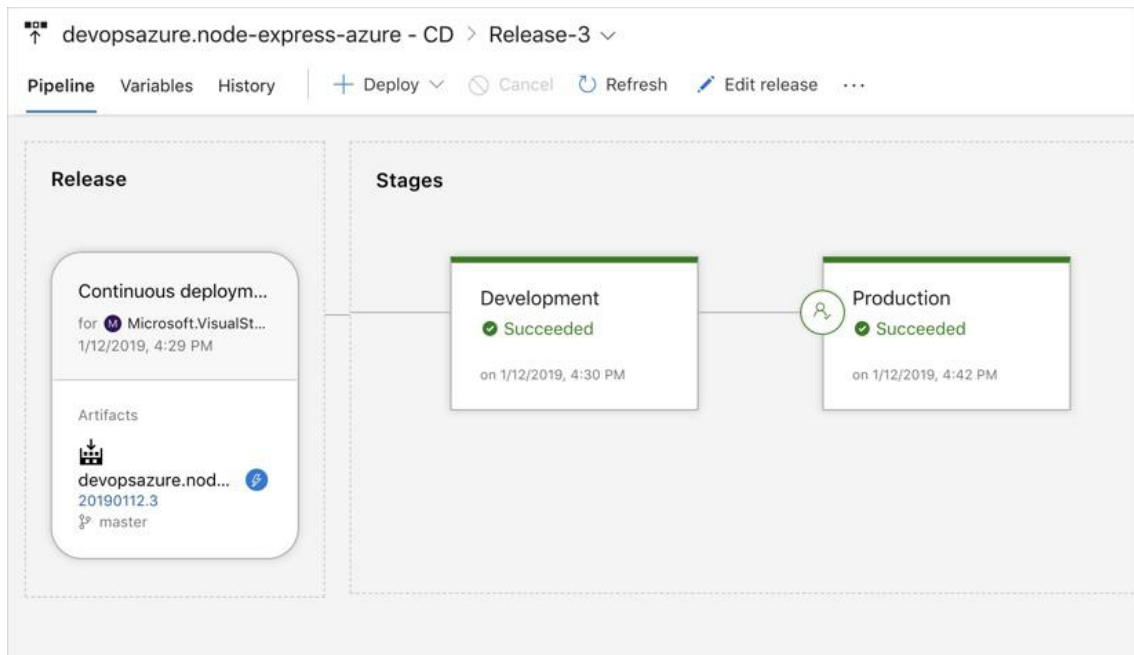 devopsazure.node-express-azure - CD > Release-3
Pipeline Variables History + Deploy Cancel Refresh Edit release ...
Release
Stages
Continuous deploym...
for M Microsoft.VisualSt...
1/12/2019, 4:29 PM
Artifacts
devopsazure.nod...
20190112.3
master
Development
Succeeded
on 1/12/2019, 4:30 PM
Production
Succeeded
on 1/12/2019, 4:42 PM